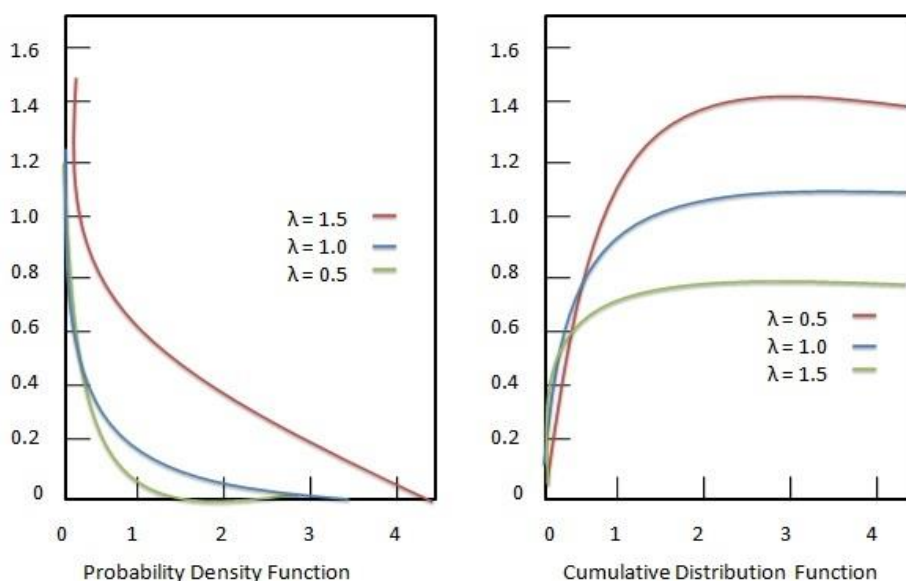 1.6
1.4
1.2
1.0
0.8
0.6
0.4
0.2
0
0 1 2 3 4
λ = 1.5
λ = 1.0
λ = 0.5
Probability Density Function
1.6
1.4
1.2
1.0
0.8
0.6
0.4
0.2
0
0 1 2 3 4
λ = 0.5
λ = 1.0
λ = 1.5
Cumulative Distribution Function